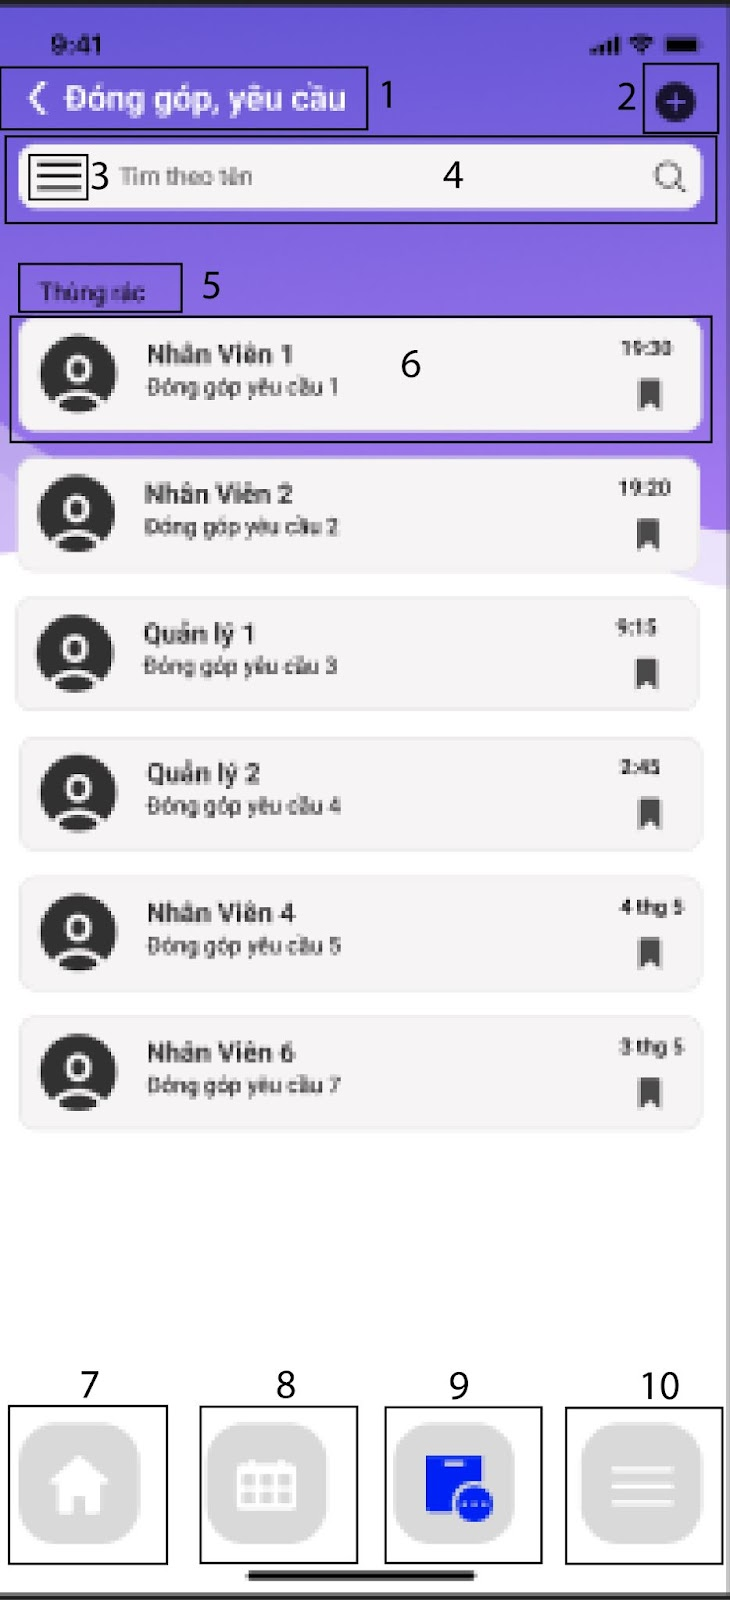 9:41
Đóng góp, yêu cầu 1 2
3 Tìm theo tên 4
Thùng rác 5
Nhân Viên 1 6 19:30
Đóng góp yêu cầu 1
Nhân Viên 2 19:20
Đóng góp yêu cầu 2
Quản lý 1 9:15
Đóng góp yêu cầu 3
Quản lý 2 2:45
Đóng góp yêu cầu 4
Nhân Viên 4 4 thg 5
Đóng góp yêu cầu 5
Nhân Viên 6 3 thg 5
Đóng góp yêu cầu 7
7 8 9 10